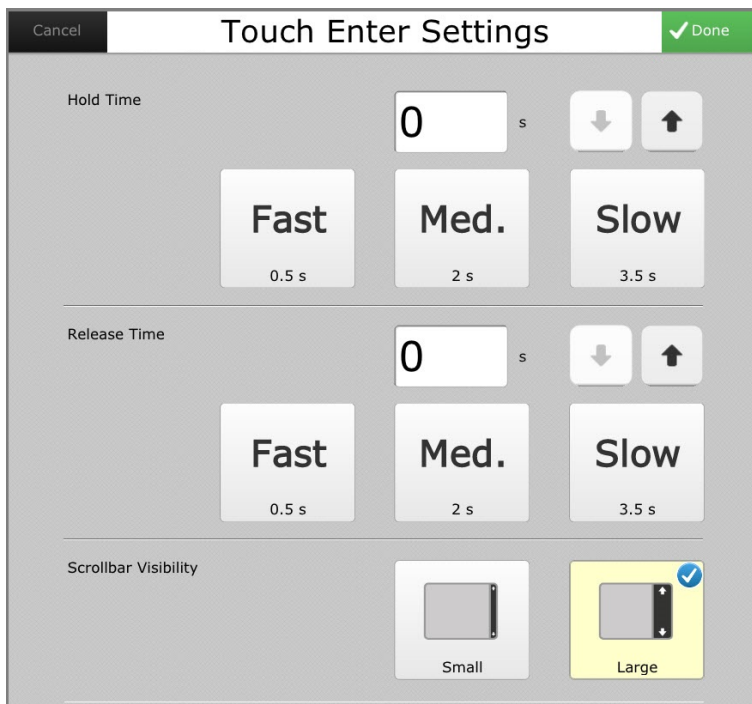 Cancel Touch Enter Settings Done
Hold Time 0 s
Fast Med. Slow
0.5 s 2 s 3.5 s
Release Time 0 s
Fast Med. Slow
0.5 s 2 s 3.5 s
Scrollbar Visibility
Small Large